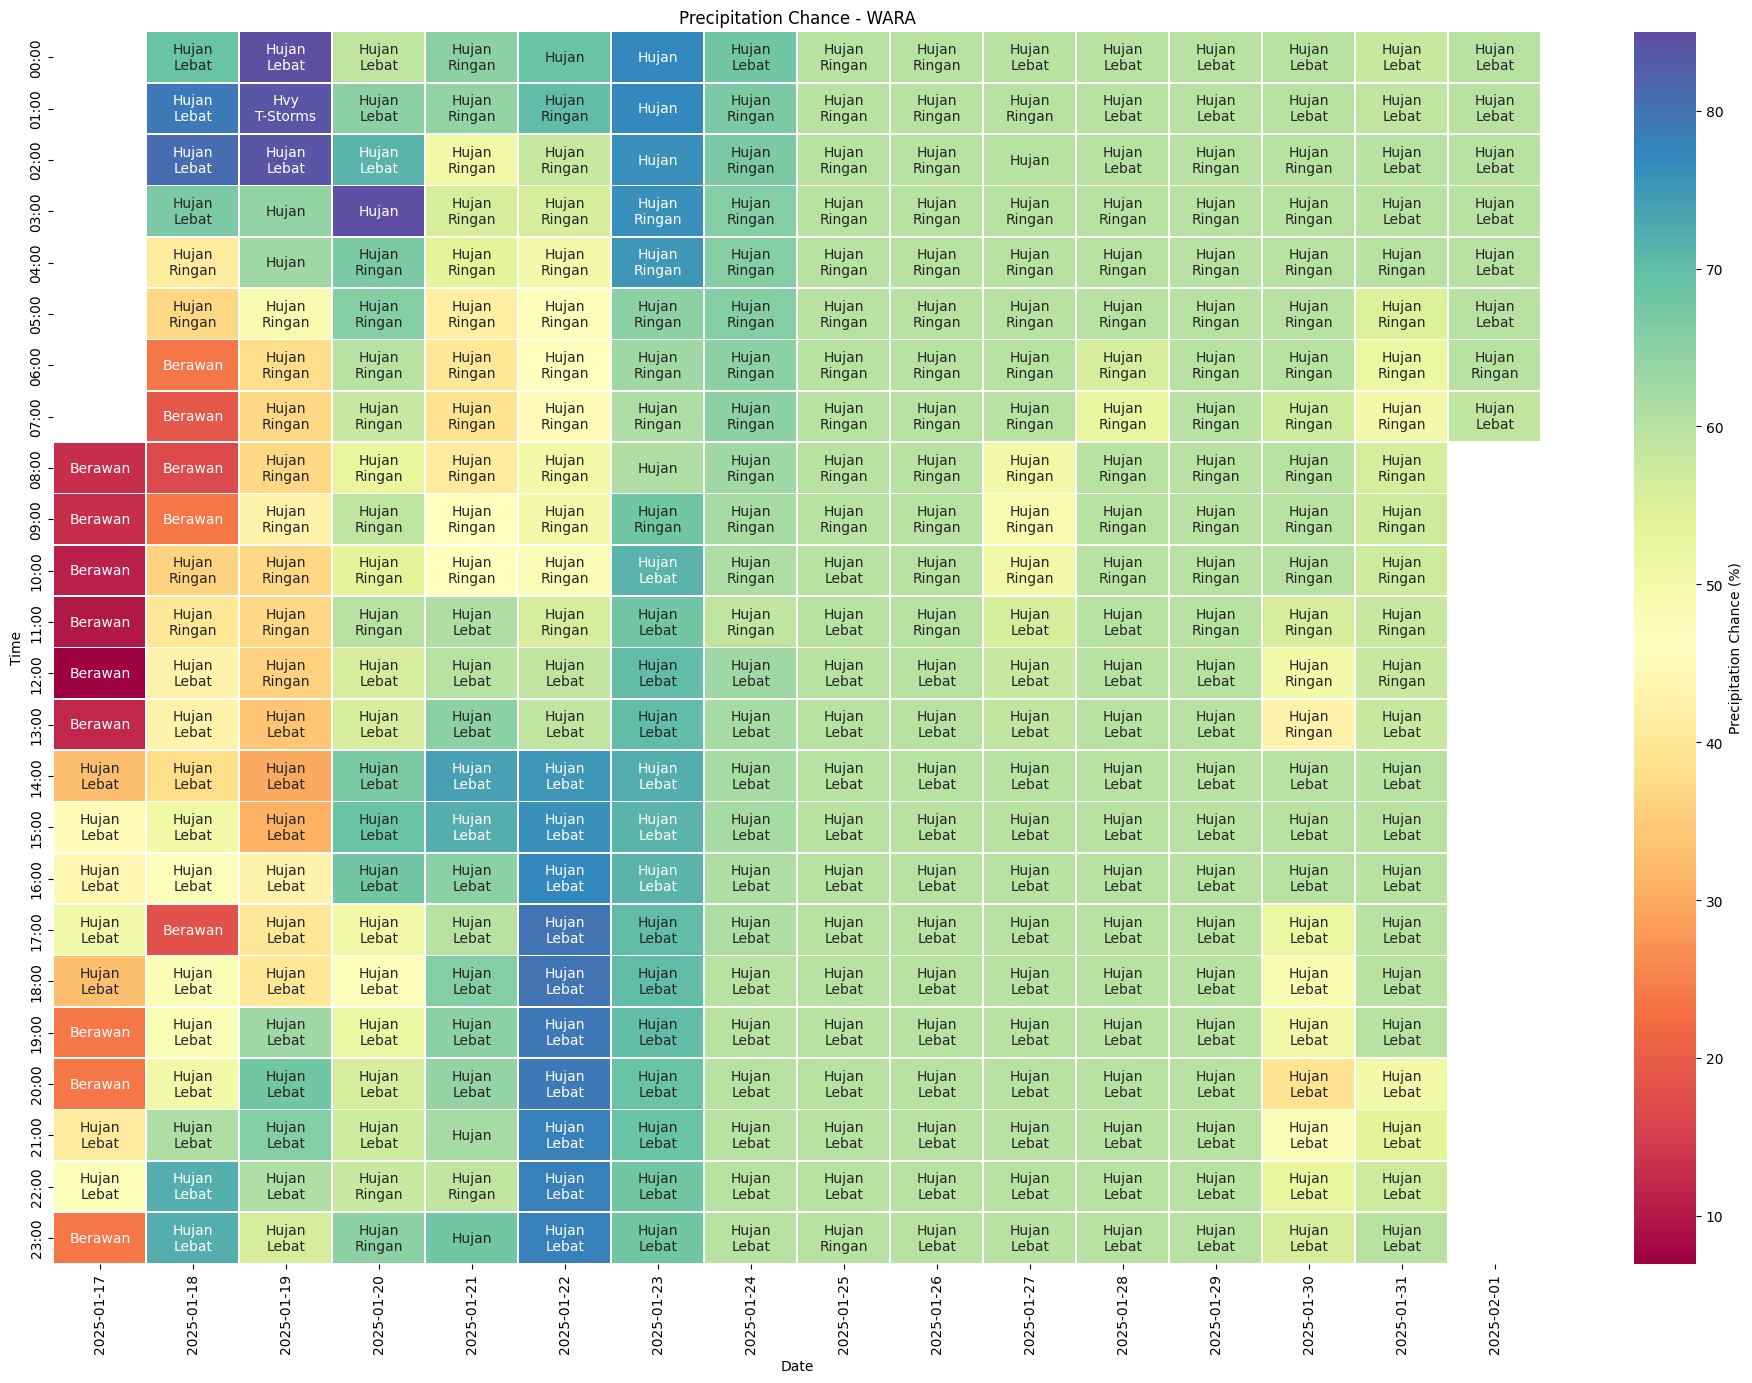 Precipitation Chance - WARA
00:00 Hujan Lebat Hujan Lebat Hujan Lebat Hujan Ringan Hujan Hujan Hujan Lebat Hujan Ringan Hujan Ringan Hujan Lebat Hujan Lebat Hujan Lebat Hujan Lebat Hujan Lebat Hujan Lebat
01:00 Hujan Lebat Hvy T-Storms Hujan Lebat Hujan Ringan Hujan Ringan Hujan Hujan Ringan Hujan Ringan Hujan Ringan Hujan Ringan Hujan Lebat Hujan Lebat Hujan Lebat Hujan Lebat Hujan Lebat
02:00 Hujan Lebat Hujan Lebat Hujan Lebat Hujan Ringan Hujan Ringan Hujan Hujan Ringan Hujan Ringan Hujan Ringan Hujan Hujan Lebat Hujan Ringan Hujan Ringan Hujan Lebat Hujan Lebat
03:00 Hujan Lebat Hujan Hujan Hujan Ringan Hujan Ringan Hujan Ringan Hujan Ringan Hujan Ringan Hujan Ringan Hujan Ringan Hujan Ringan Hujan Ringan Hujan Ringan Hujan Lebat Hujan Lebat
04:00 Hujan Ringan Hujan Hujan Ringan Hujan Ringan Hujan Ringan Hujan Ringan Hujan Ringan Hujan Ringan Hujan Ringan Hujan Ringan Hujan Ringan Hujan Ringan Hujan Ringan Hujan Ringan Hujan Lebat
05:00 Hujan Ringan Hujan Ringan Hujan Ringan Hujan Ringan Hujan Ringan Hujan Ringan Hujan Ringan Hujan Ringan Hujan Ringan Hujan Ringan Hujan Ringan Hujan Ringan Hujan Ringan Hujan Ringan Hujan Lebat
06:00 Berawan Hujan Ringan Hujan Ringan Hujan Ringan Hujan Ringan Hujan Ringan Hujan Ringan Hujan Ringan Hujan Ringan Hujan Ringan Hujan Ringan Hujan Ringan Hujan Ringan Hujan Ringan Hujan Ringan
07:00 Berawan Hujan Ringan Hujan Ringan Hujan Ringan Hujan Ringan Hujan Ringan Hujan Ringan Hujan Ringan Hujan Ringan Hujan Ringan Hujan Ringan Hujan Ringan Hujan Ringan Hujan Ringan Hujan Lebat
08:00 Berawan Berawan Hujan Ringan Hujan Ringan Hujan Ringan Hujan Ringan Hujan Hujan Ringan Hujan Ringan Hujan Ringan Hujan Ringan Hujan Ringan Hujan Ringan Hujan Ringan Hujan Ringan
09:00 Berawan Berawan Hujan Ringan Hujan Ringan Hujan Ringan Hujan Ringan Hujan Ringan Hujan Ringan Hujan Ringan Hujan Ringan Hujan Ringan Hujan Ringan Hujan Ringan Hujan Ringan Hujan Ringan
10:00 Berawan Hujan Ringan Hujan Ringan Hujan Ringan Hujan Ringan Hujan Ringan Hujan Lebat Hujan Ringan Hujan Lebat Hujan Ringan Hujan Ringan Hujan Ringan Hujan Ringan Hujan Ringan Hujan Ringan
11:00 Berawan Hujan Ringan Hujan Ringan Hujan Ringan Hujan Lebat Hujan Ringan Hujan Lebat Hujan Ringan Hujan Lebat Hujan Ringan Hujan Lebat Hujan Lebat Hujan Ringan Hujan Ringan Hujan Ringan
12:00 Berawan Hujan Lebat Hujan Ringan Hujan Lebat Hujan Lebat Hujan Lebat Hujan Lebat Hujan Lebat Hujan Lebat Hujan Lebat Hujan Lebat Hujan Lebat Hujan Lebat Hujan Ringan Hujan Ringan
13:00 Berawan Hujan Lebat Hujan Lebat Hujan Lebat Hujan Lebat Hujan Lebat Hujan Lebat Hujan Lebat Hujan Lebat Hujan Lebat Hujan Lebat Hujan Lebat Hujan Lebat Hujan Ringan Hujan Lebat
14:00 Hujan Lebat Hujan Lebat Hujan Lebat Hujan Lebat Hujan Lebat Hujan Lebat Hujan Lebat Hujan Lebat Hujan Lebat Hujan Lebat Hujan Lebat Hujan Lebat Hujan Lebat Hujan Lebat Hujan Lebat
15:00 Hujan Lebat Hujan Lebat Hujan Lebat Hujan Lebat Hujan Lebat Hujan Lebat Hujan Lebat Hujan Lebat Hujan Lebat Hujan Lebat Hujan Lebat Hujan Lebat Hujan Lebat Hujan Lebat Hujan Lebat
16:00 Hujan Lebat Hujan Lebat Hujan Lebat Hujan Lebat Hujan Lebat Hujan Lebat Hujan Lebat Hujan Lebat Hujan Lebat Hujan Lebat Hujan Lebat Hujan Lebat Hujan Lebat Hujan Lebat Hujan Lebat
17:00 Hujan Lebat Berawan Hujan Lebat Hujan Lebat Hujan Lebat Hujan Lebat Hujan Lebat Hujan Lebat Hujan Lebat Hujan Lebat Hujan Lebat Hujan Lebat Hujan Lebat Hujan Lebat Hujan Lebat
18:00 Hujan Lebat Hujan Lebat Hujan Lebat Hujan Lebat Hujan Lebat Hujan Lebat Hujan Lebat Hujan Lebat Hujan Lebat Hujan Lebat Hujan Lebat Hujan Lebat Hujan Lebat Hujan Lebat Hujan Lebat
19:00 Berawan Hujan Lebat Hujan Lebat Hujan Lebat Hujan Lebat Hujan Lebat Hujan Lebat Hujan Lebat Hujan Lebat Hujan Lebat Hujan Lebat Hujan Lebat Hujan Lebat Hujan Lebat Hujan Lebat
20:00 Berawan Hujan Lebat Hujan Lebat Hujan Lebat Hujan Lebat Hujan Lebat Hujan Lebat Hujan Lebat Hujan Lebat Hujan Lebat Hujan Lebat Hujan Lebat Hujan Lebat Hujan Lebat Hujan Lebat
21:00 Hujan Lebat Hujan Lebat Hujan Lebat Hujan Lebat Hujan Hujan Lebat Hujan Lebat Hujan Lebat Hujan Lebat Hujan Lebat Hujan Lebat Hujan Lebat Hujan Lebat Hujan Lebat Hujan Lebat
22:00 Hujan Lebat Hujan Lebat Hujan Lebat Hujan Ringan Hujan Ringan Hujan Lebat Hujan Lebat Hujan Lebat Hujan Lebat Hujan Lebat Hujan Lebat Hujan Lebat Hujan Lebat Hujan Lebat Hujan Lebat
23:00 Berawan Hujan Lebat Hujan Lebat Hujan Ringan Hujan Hujan Lebat Hujan Lebat Hujan Lebat Hujan Ringan Hujan Lebat Hujan Lebat Hujan Lebat Hujan Lebat Hujan Lebat Hujan Lebat
2025-01-17 2025-01-18 2025-01-19 2025-01-20 2025-01-21 2025-01-22 2025-01-23 2025-01-24 2025-01-25 2025-01-26 2025-01-27 2025-01-28 2025-01-29 2025-01-30 2025-01-31 2025-02-01
Time
Date
80
70
60
50
40
30
20
10
Precipitation Chance (%)